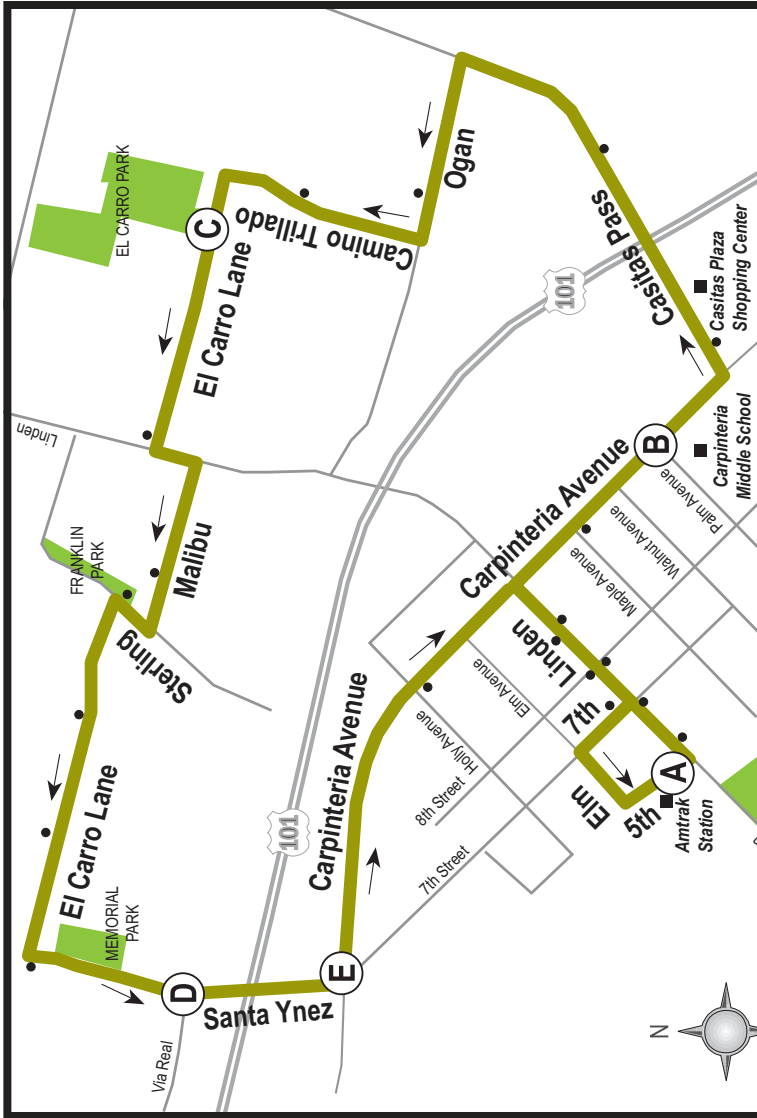 EL CARRO PARK
Ogan
Camino Trillado
C
El Carro Lane
Linden
101
Casitas Pass
Casitas Plaza
Shopping Center
Carpinteria
Middle School
B
Palm Avenue
Walnut Avenue
Maple Avenue
Carpinteria Avenue
FRANKLIN
PARK
Malibu
Sterling
Linden
7th
Elm
5th
A
Amtrak
Station
Elm Avenue
Holly Avenue
8th Street
7th Street
Carpinteria Avenue
101
El Carro Lane
MEMORIAL
PARK
D
E
Santa Ynez
Via Real
N